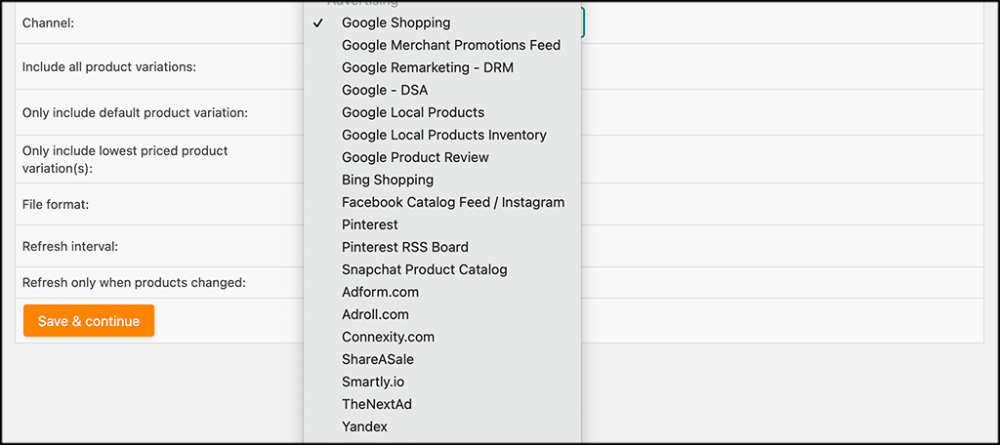 Advertising
Channel:
Google Shopping
Google Merchant Promotions Feed
Include all product variations:
Google Remarketing - DRM
Google - DSA
Only include default product variation:
Google Local Products
Google Local Products Inventory
Only include lowest priced product
variation(s):
Google Product Review
Bing Shopping
File format:
Facebook Catalog Feed / Instagram
Pinterest
Refresh interval:
Pinterest RSS Board
Snapchat Product Catalog
Refresh only when products changed:
Adform.com
Adroll.com
Save & continue
Connexity.com
ShareASale
Smartly.io
TheNextAd
Yandex